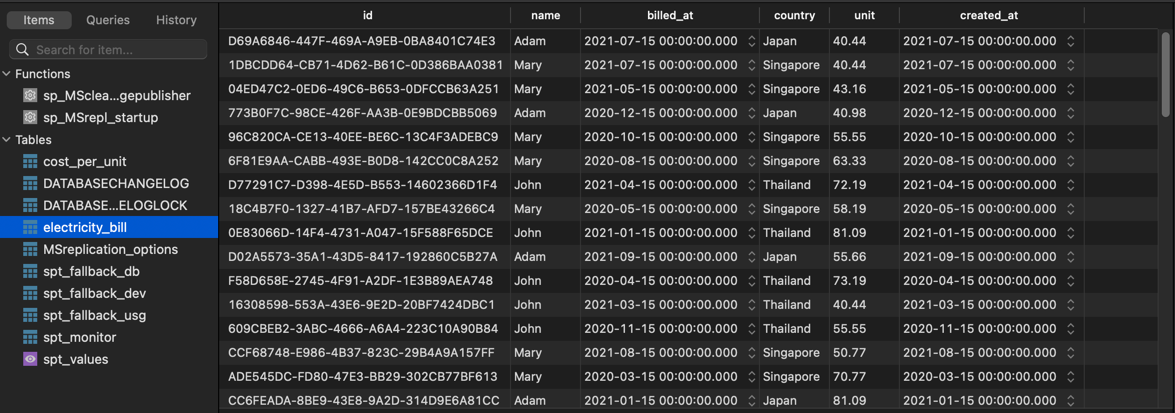 Items Queries History
Search for item...
Functions
sp_MSclea...gepublisher
sp_MSrepl_startup
Tables
cost_per_unit
DATABASECHANGELOG
DATABASE...ELOGLOCK
electricity_bill
MSreplication_options
spt_fallback_db
spt_fallback_dev
spt_fallback_usg
spt_monitor
spt_values
id name billed_at country unit created_at
D69A6846-447F-469A-A9EB-0BA8401C74E3 Adam 2021-07-15 00:00:00.000 Japan 40.44 2021-07-15 00:00:00.000
1DBCDD64-CB71-4D62-B61C-0D386BAA0381 Mary 2021-07-15 00:00:00.000 Singapore 40.44 2021-07-15 00:00:00.000
04ED47C2-0ED6-49C6-B653-0DFCCB63A251 Mary 2021-05-15 00:00:00.000 Singapore 43.16 2021-05-15 00:00:00.000
773B0F7C-98CE-426F-AA3B-0E9BDCBB5069 Adam 2020-12-15 00:00:00.000 Japan 40.98 2020-12-15 00:00:00.000
96C820CA-CE13-40EE-BE6C-13C4F3ADEBC9 Mary 2020-10-15 00:00:00.000 Singapore 55.55 2020-10-15 00:00:00.000
6F81E9AA-CABB-493E-B0D8-142CC0C8A252 Mary 2020-08-15 00:00:00.000 Singapore 63.33 2020-08-15 00:00:00.000
D77291C7-D398-4E5D-B553-14602366D1F4 John 2021-04-15 00:00:00.000 Thailand 72.19 2021-04-15 00:00:00.000
18C4B7F0-1327-41B7-AFD7-157BE43266C4 Mary 2020-05-15 00:00:00.000 Singapore 58.19 2020-05-15 00:00:00.000
0E83066D-14F4-4731-A047-15F588F65DCE John 2021-01-15 00:00:00.000 Thailand 81.09 2021-01-15 00:00:00.000
D02A5573-35A1-43D5-8417-192860C5B27A Adam 2021-09-15 00:00:00.000 Japan 55.66 2021-09-15 00:00:00.000
F58D658E-2745-4F91-A2DF-1E3B89AEA748 John 2020-04-15 00:00:00.000 Thailand 73.19 2020-04-15 00:00:00.000
16308598-553A-43E6-9E2D-20BF7424DBC1 John 2021-03-15 00:00:00.000 Thailand 40.44 2021-03-15 00:00:00.000
609CBEB2-3ABC-4666-A6A4-223C10A90B84 John 2020-11-15 00:00:00.000 Thailand 55.55 2020-11-15 00:00:00.000
CCF68748-E986-4B37-823C-29B4A9A157FF Mary 2021-08-15 00:00:00.000 Singapore 50.77 2021-08-15 00:00:00.000
ADE545DC-FD80-47E3-BB29-302CB77BF613 Mary 2020-03-15 00:00:00.000 Singapore 70.77 2020-03-15 00:00:00.000
CC6FEADA-8BE9-43E8-9A2D-314D9E6A81CC Adam 2021-01-15 00:00:00.000 Japan 81.09 2021-01-15 00:00:00.000